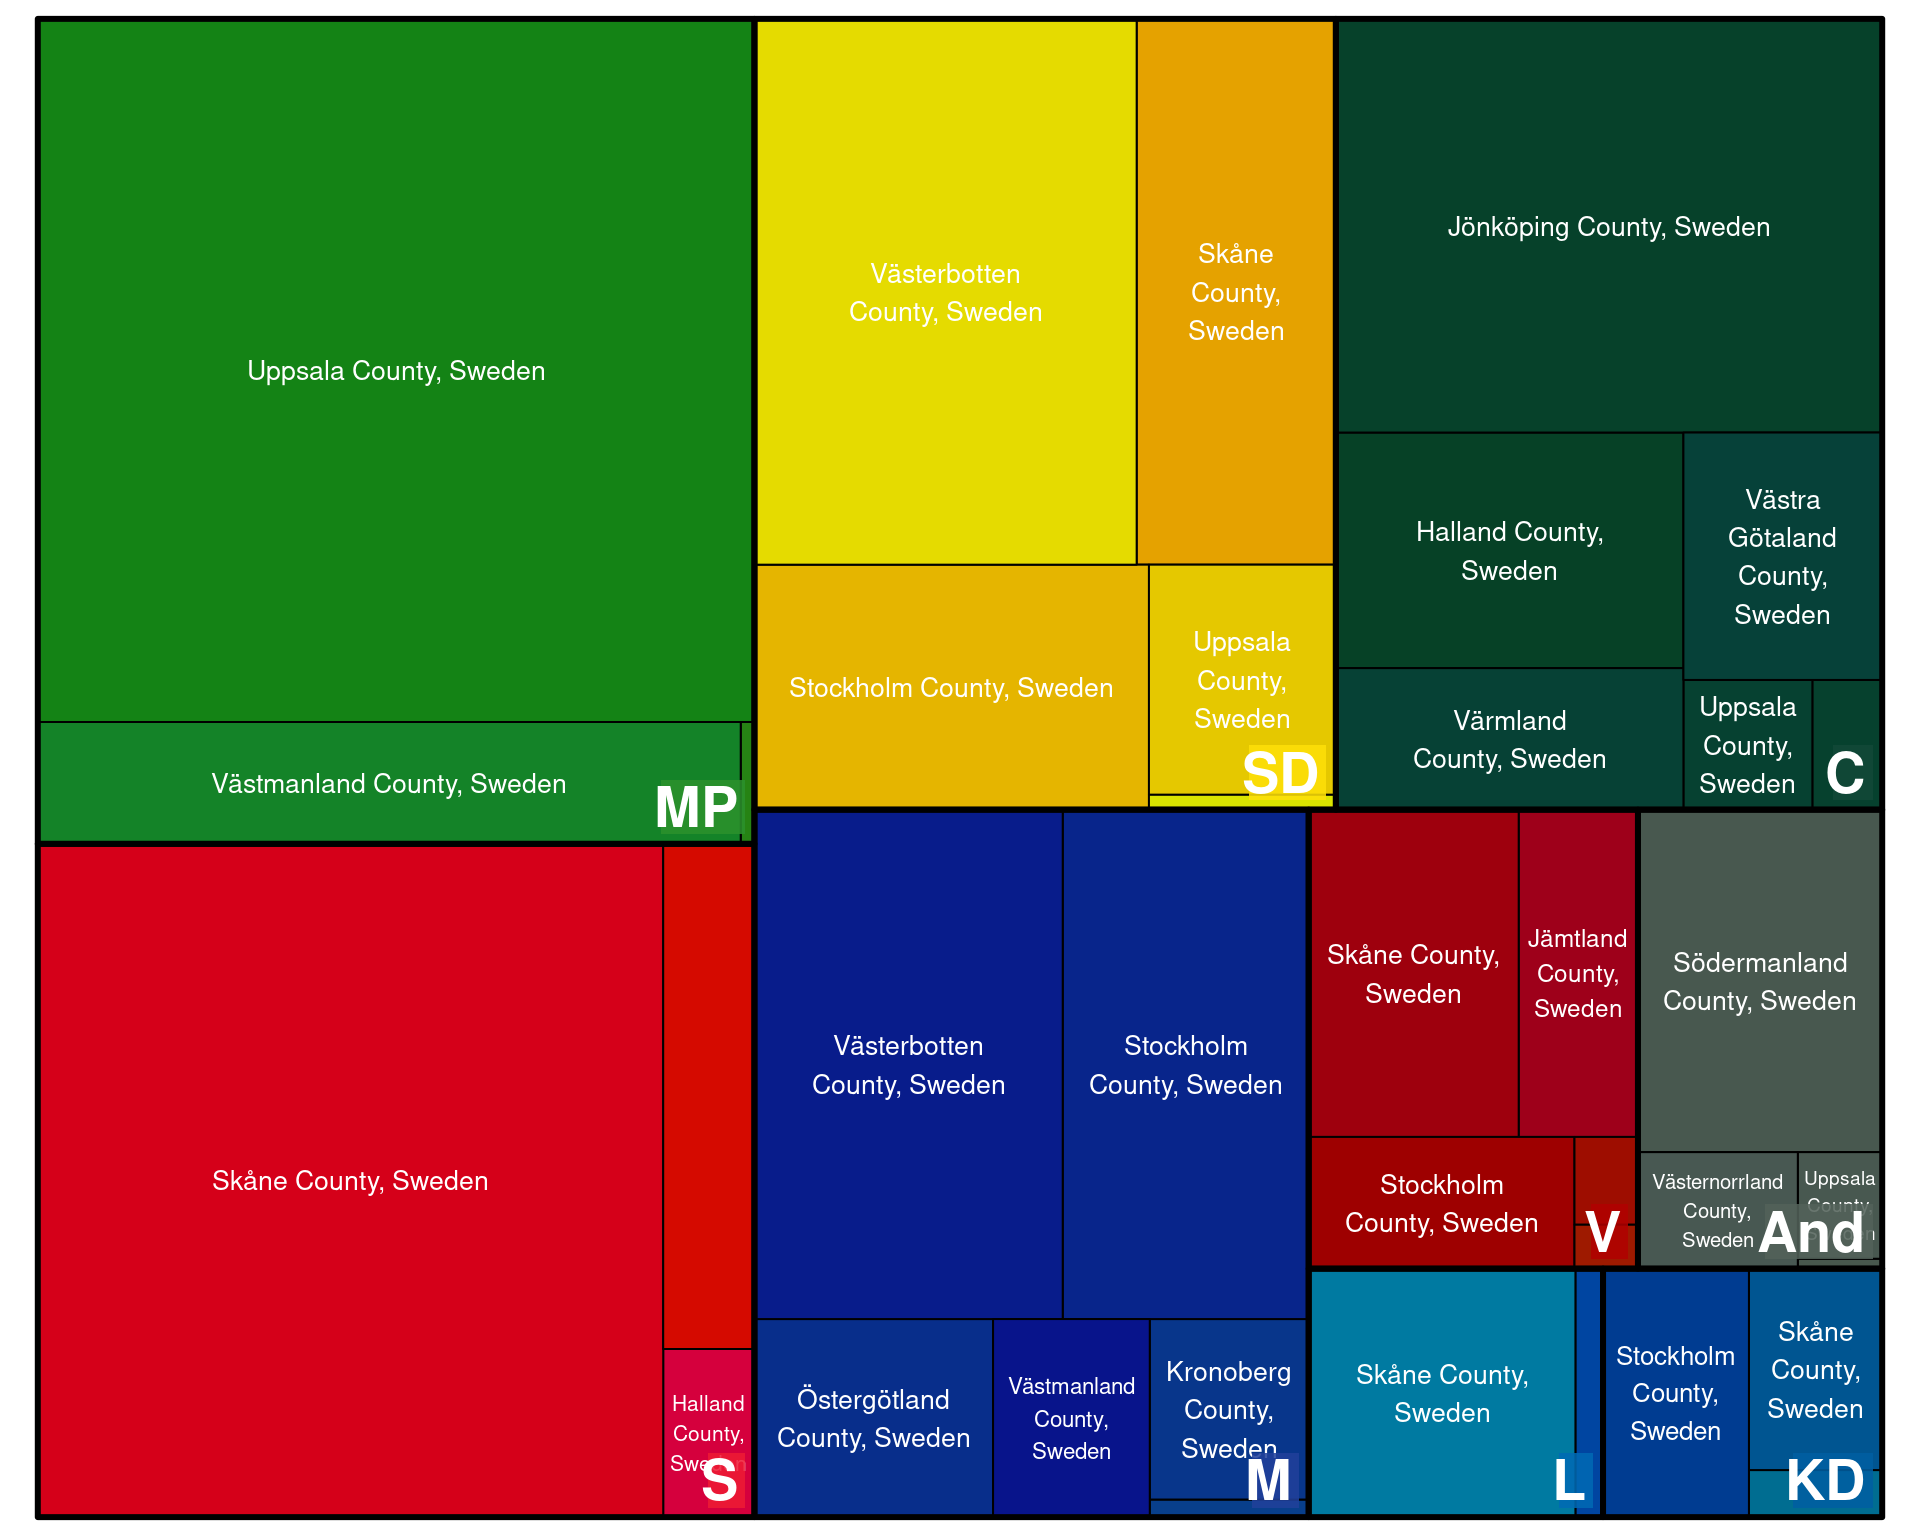 Uppsala County, Sweden
Västmanland County, Sweden
MP
Skåne County, Sweden
Halland
County,
Sweden
S
Västerbotten
County, Sweden
Skåne
County,
Sweden
Stockholm County, Sweden
Uppsala
County,
Sweden
SD
Jönköping County, Sweden
Halland County,
Sweden
Västra
Götaland
County,
Sweden
Värmland
County, Sweden
Uppsala
County,
Sweden
C
Västerbotten
County, Sweden
Stockholm
County, Sweden
Östergötland
County, Sweden
Västmanland
County,
Sweden
Kronoberg
County,
Sweden
M
Skåne County,
Sweden
Jämtland
County,
Sweden
Stockholm
County, Sweden
V
Södermanland
County, Sweden
Västernorrland
County,
Sweden
Uppsala
County,
Sweden
And
Skåne County,
Sweden
L
Stockholm
County,
Sweden
Skåne
County,
Sweden
KD